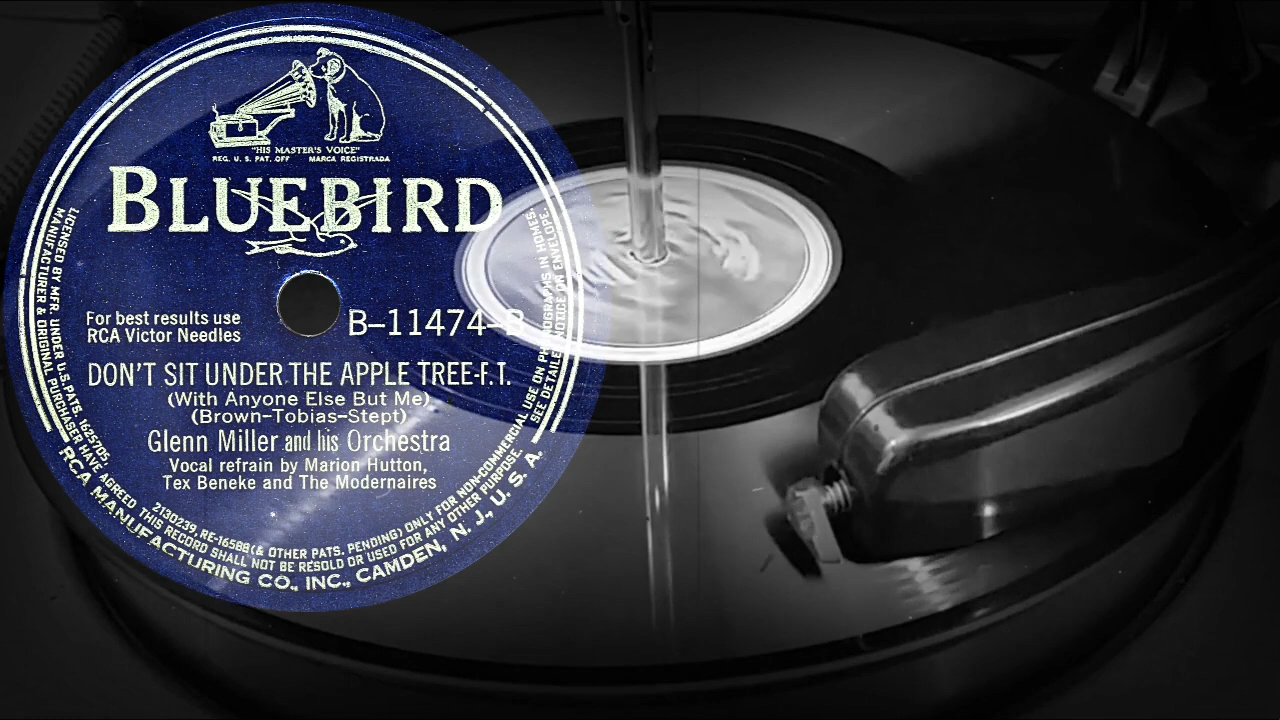 "HIS MASTER'S VOICE"
REG. U. S. PAT. OFF MARCA REGISTRADA
BLUEBIRD
For best results use
RCA Victor Needles
B–11474–B
DON'T SIT UNDER THE APPLE TREE-F.T.
(With Anyone Else But Me)
(Brown–Tobias–Stept)
Glenn Miller and his Orchestra
Vocal refrain by Marion Hutton,
Tex Beneke and The Modernaires
LICENSED BY MFR. UNDER U.S. PATS. 1625705, 2130239, RE-16588 (& OTHER PATS. PENDING) ONLY FOR NON-COMMERCIAL USE ON PHONOGRAPHS IN HOMES.
MANUFACTURER & ORIGINAL PURCHASER HAVE AGREED THIS RECORD SHALL NOT BE RESOLD OR USED FOR ANY OTHER PURPOSE. SEE DETAILED NOTICE ON ENVELOPE.
RCA MANUFACTURING CO., INC., CAMDEN, N. J., U. S. A.